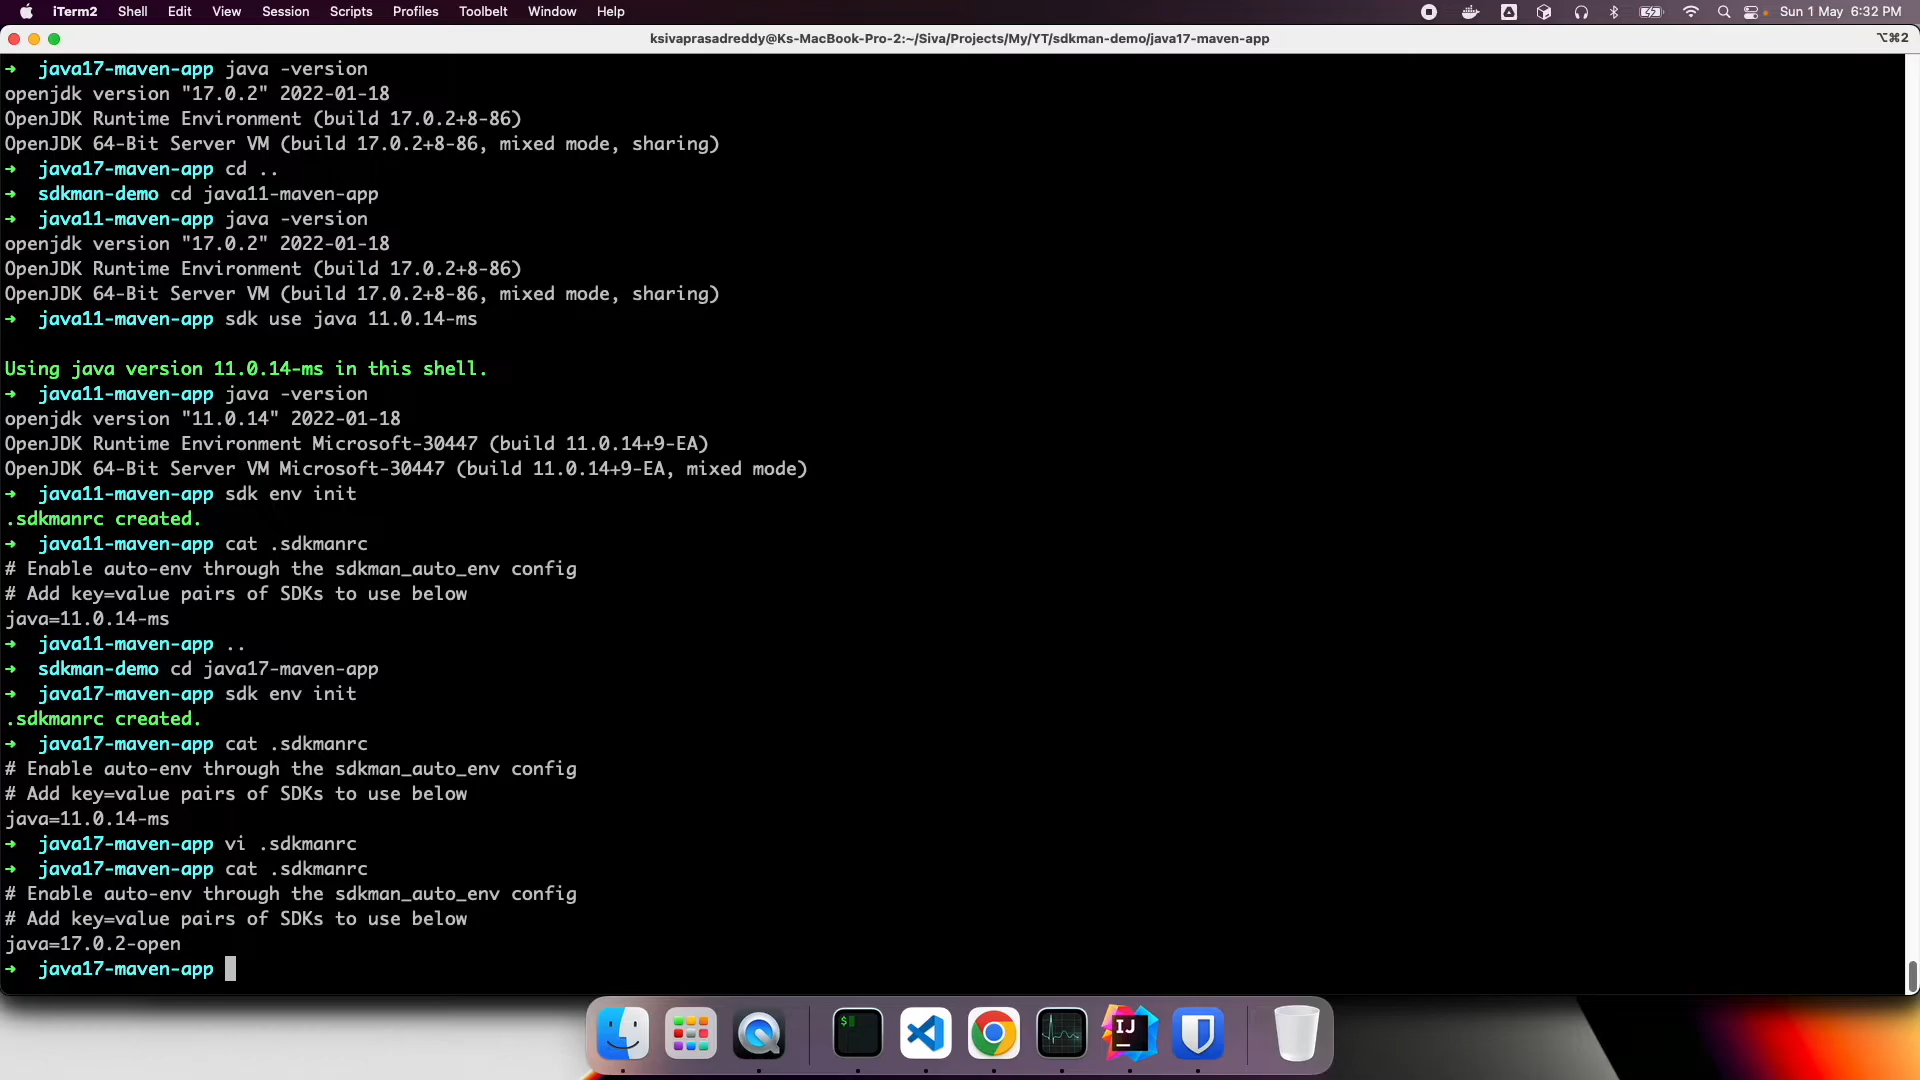 iTerm2 Shell Edit View Session Scripts Profiles Toolbelt Window Help Sun 1 May 6:32 PM
ksivaprasadreddy@Ks-MacBook-Pro-2:~/Siva/Projects/My/YT/sdkman-demo/java17-maven-app ⌥⌘2
➜ java17-maven-app java -version
openjdk version "17.0.2" 2022-01-18
OpenJDK Runtime Environment (build 17.0.2+8-86)
OpenJDK 64-Bit Server VM (build 17.0.2+8-86, mixed mode, sharing)
➜ java17-maven-app cd ..
➜ sdkman-demo cd java11-maven-app
➜ java11-maven-app java -version
openjdk version "17.0.2" 2022-01-18
OpenJDK Runtime Environment (build 17.0.2+8-86)
OpenJDK 64-Bit Server VM (build 17.0.2+8-86, mixed mode, sharing)
➜ java11-maven-app sdk use java 11.0.14-ms
Using java version 11.0.14-ms in this shell.
➜ java11-maven-app java -version
openjdk version "11.0.14" 2022-01-18
OpenJDK Runtime Environment Microsoft-30447 (build 11.0.14+9-EA)
OpenJDK 64-Bit Server VM Microsoft-30447 (build 11.0.14+9-EA, mixed mode)
➜ java11-maven-app sdk env init
.sdkmanrc created.
➜ java11-maven-app cat .sdkmanrc
# Enable auto-env through the sdkman_auto_env config
# Add key=value pairs of SDKs to use below
java=11.0.14-ms
➜ java11-maven-app ..
➜ sdkman-demo cd java17-maven-app
➜ java17-maven-app sdk env init
.sdkmanrc created.
➜ java17-maven-app cat .sdkmanrc
# Enable auto-env through the sdkman_auto_env config
# Add key=value pairs of SDKs to use below
java=11.0.14-ms
➜ java17-maven-app vi .sdkmanrc
➜ java17-maven-app cat .sdkmanrc
# Enable auto-env through the sdkman_auto_env config
# Add key=value pairs of SDKs to use below
java=17.0.2-open
➜ java17-maven-app
$
IJ